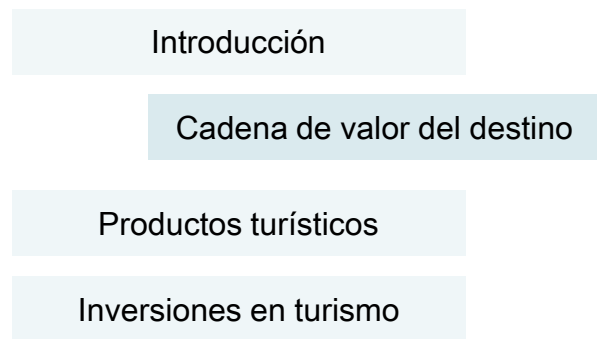 Introducción
Cadena de valor del destino
Productos turísticos
Inversiones en turismo